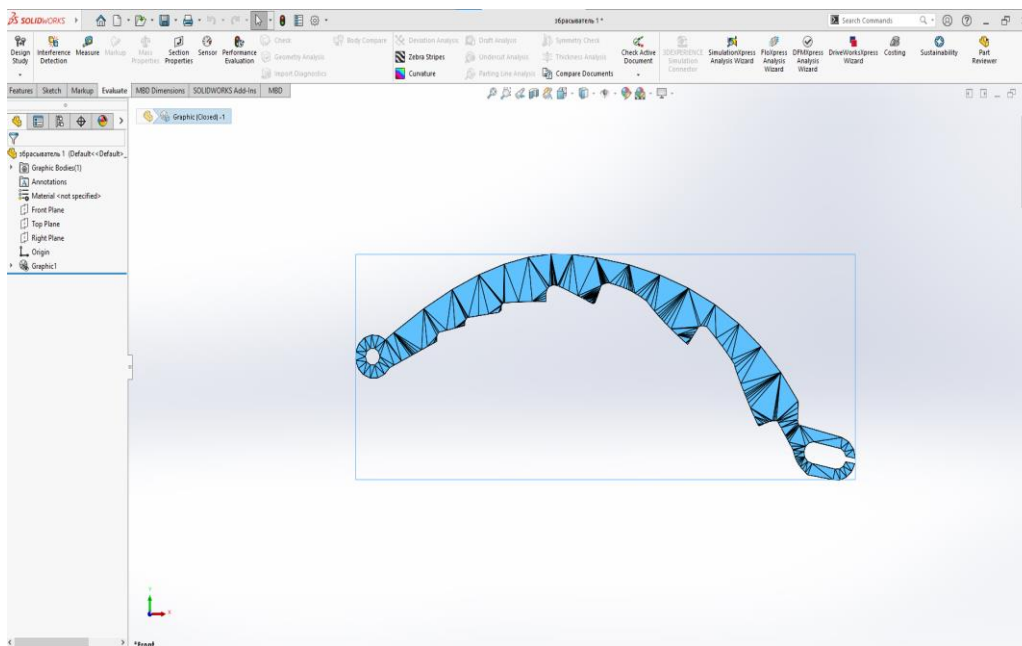 SOLIDWORKS
збрасыватель 1 *
Search Commands
Design Study
Interference Detection
Measure
Markup
Mass Properties
Section Properties
Sensor
Performance Evaluation
Check
Geometry Analysis
Import Diagnostics
Body Compare
Deviation Analysis
Zebra Stripes
Curvature
Draft Analysis
Undercut Analysis
Parting Line Analysis
Symmetry Check
Thickness Analysis
Compare Documents
Check Active Document
3DEXPERIENCE Simulation Connector
SimulationXpress Analysis Wizard
FloXpress Analysis Wizard
DFMXpress Analysis Wizard
DriveWorksXpress Wizard
Costing
Sustainability
Part Reviewer
Features
Sketch
Markup
Evaluate
MBD Dimensions
SOLIDWORKS Add-Ins
MBD
Graphic (Closed) -1
збрасыватель 1 (Default<<Default>_
Graphic Bodies(1)
Annotations
Material <not specified>
Front Plane
Top Plane
Right Plane
Origin
Graphic1
*Front